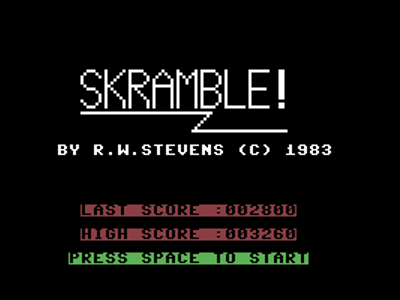 SKRAMBLE!
BY R.W.STEVENS (C) 1983
LAST SCORE :002800
HIGH SCORE :003260
PRESS SPACE TO START